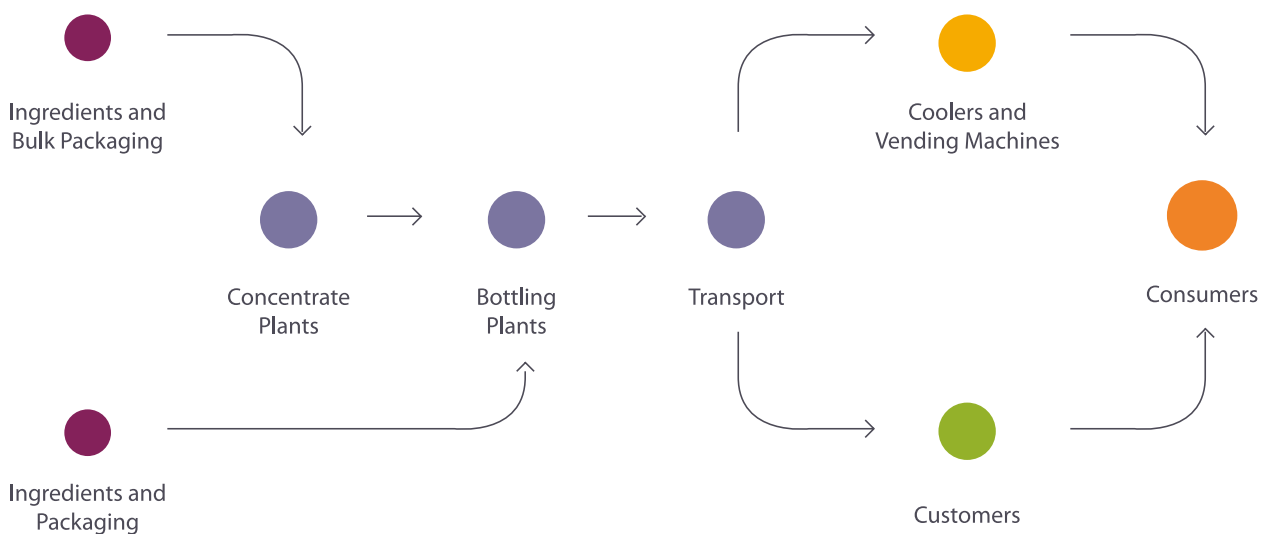 Ingredients and
Bulk Packaging
Coolers and
Vending Machines
Concentrate
Plants
Bottling
Plants
Transport
Consumers
Ingredients and
Packaging
Customers